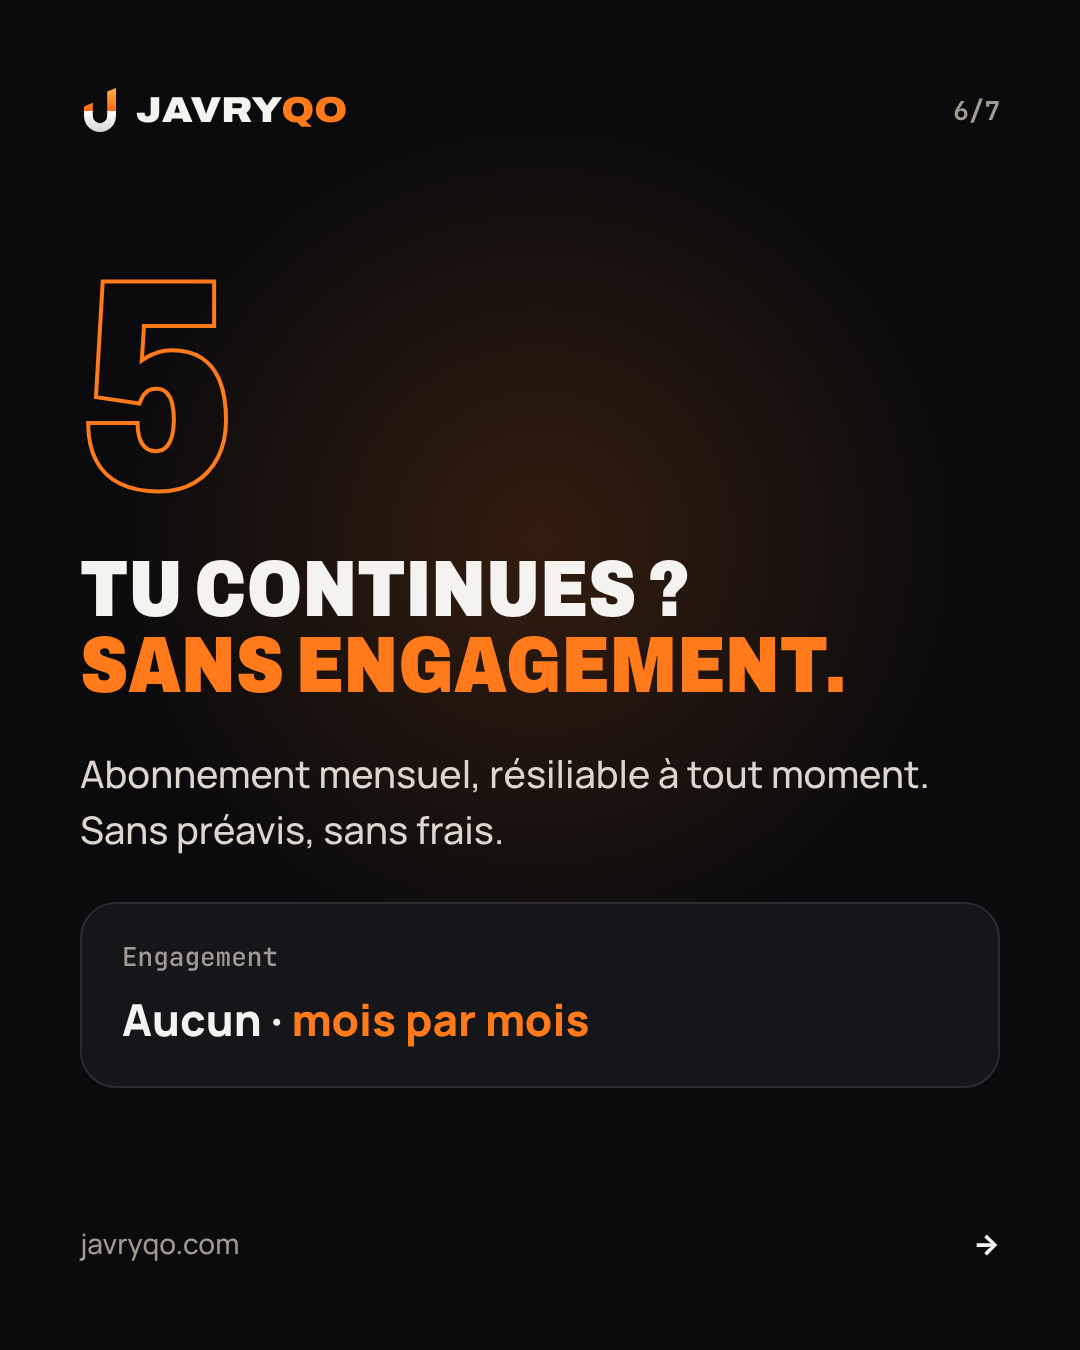 JAVRYQO
6/7
5
TU CONTINUES ?
SANS ENGAGEMENT.
Abonnement mensuel, résiliable à tout moment.
Sans préavis, sans frais.
Engagement
Aucun · mois par mois
javryqo.com
→